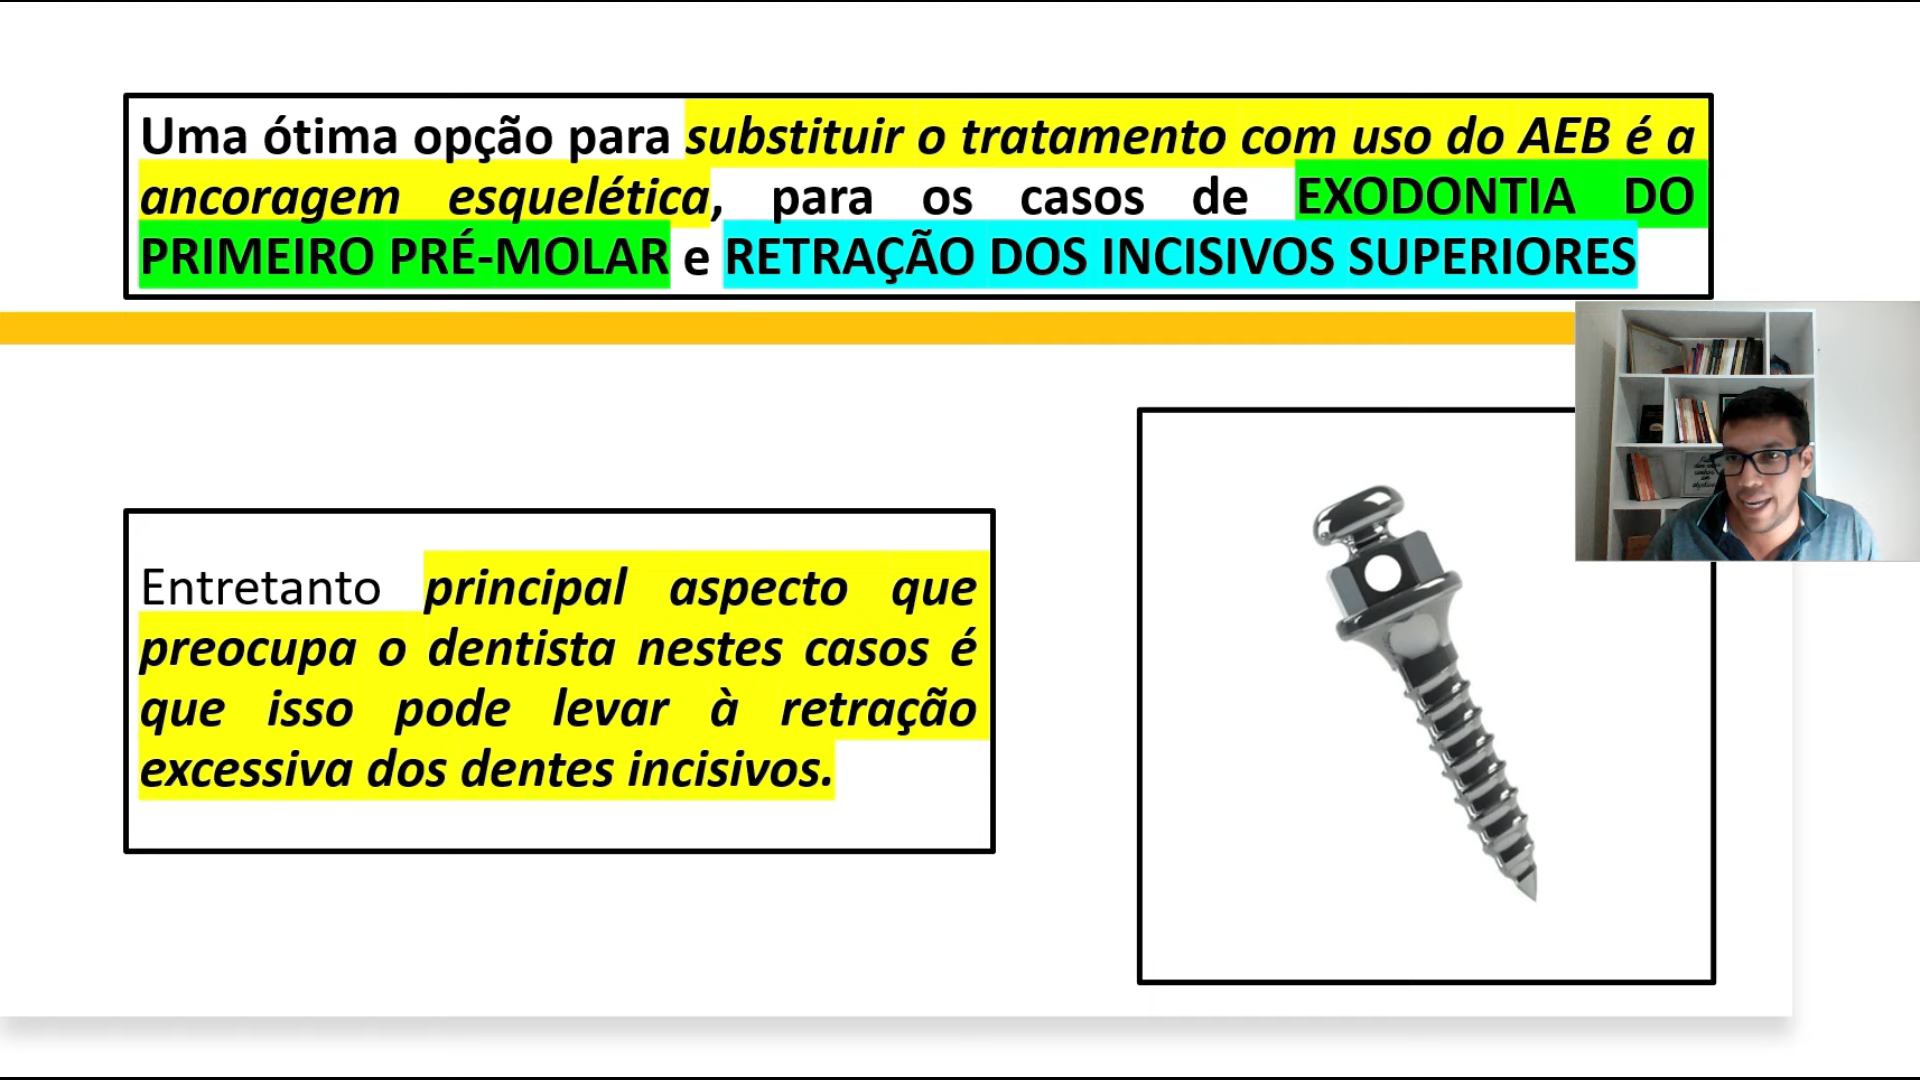 Uma ótima opção para substituir o tratamento com uso do AEB é a
ancoragem esquelética, para os casos de EXODONTIA DO
PRIMEIRO PRÉ-MOLAR e RETRAÇÃO DOS INCISIVOS SUPERIORES
Entretanto principal aspecto que
preocupa o dentista nestes casos é
que isso pode levar à retração
excessiva dos dentes incisivos.